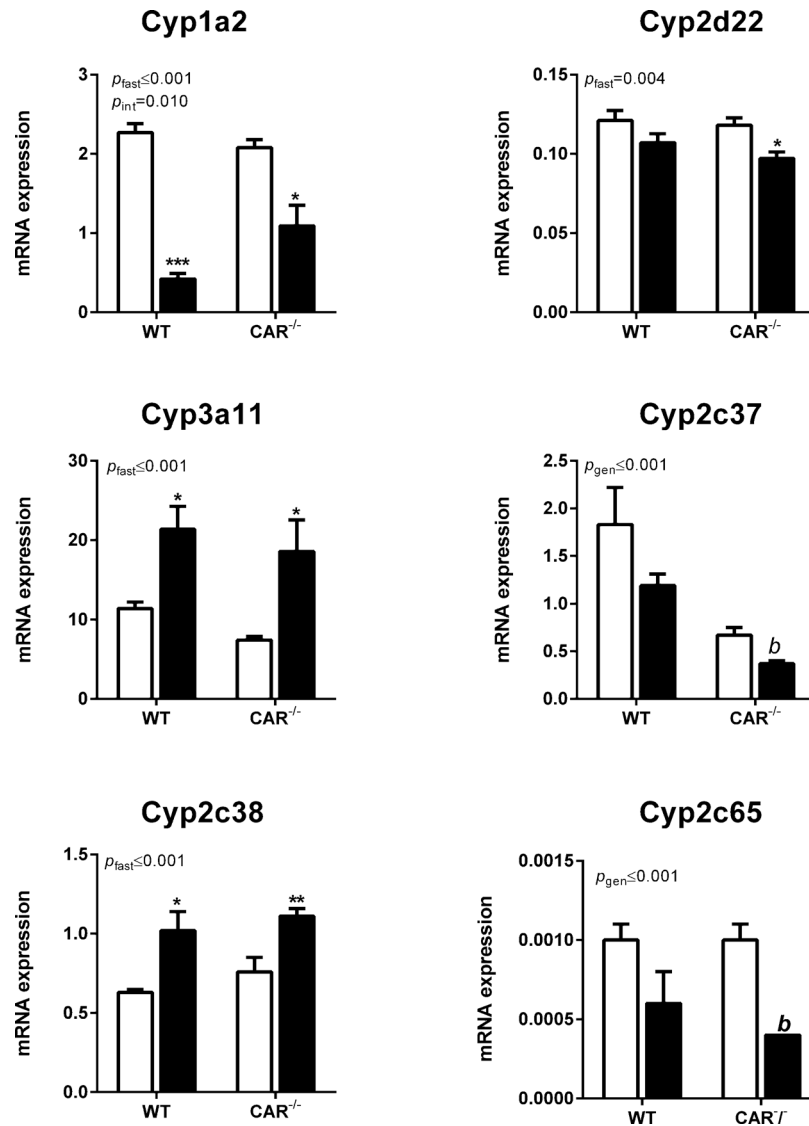 Cyp1a2
mRNA expression
3
2
1
0
pfast≤0.001
pint=0.010
***
*
WT
CAR-/-
Cyp2d22
mRNA expression
0.15
0.10
0.05
0.00
pfast=0.004
*
WT
CAR-/-
Cyp3a11
mRNA expression
30
20
10
0
pfast≤0.001
*
*
WT
CAR-/-
Cyp2c37
mRNA expression
2.5
2.0
1.5
1.0
0.5
0.0
pgen≤0.001
b
WT
CAR-/-
Cyp2c38
mRNA expression
1.5
1.0
0.5
0.0
pfast≤0.001
*
**
WT
CAR-/-
Cyp2c65
mRNA expression
0.0015
0.0010
0.0005
0.0000
pgen≤0.001
b
WT
CAR-/-